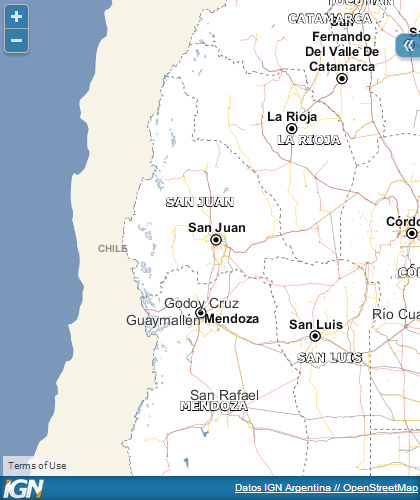 +
−
TUCUMÁN
CATAMARCA
San
Fernando
Del Valle De
Catamarca
«
La Rioja
LA RIOJA
SAN JUAN
San Juan
Córdo
CHILE
CÓ
Godoy Cruz
Guaymallén
Mendoza
Río Cua
San Luis
SAN LUIS
San Rafael
MENDOZA
Terms of Use
IGN
Datos IGN Argentina // OpenStreetMap